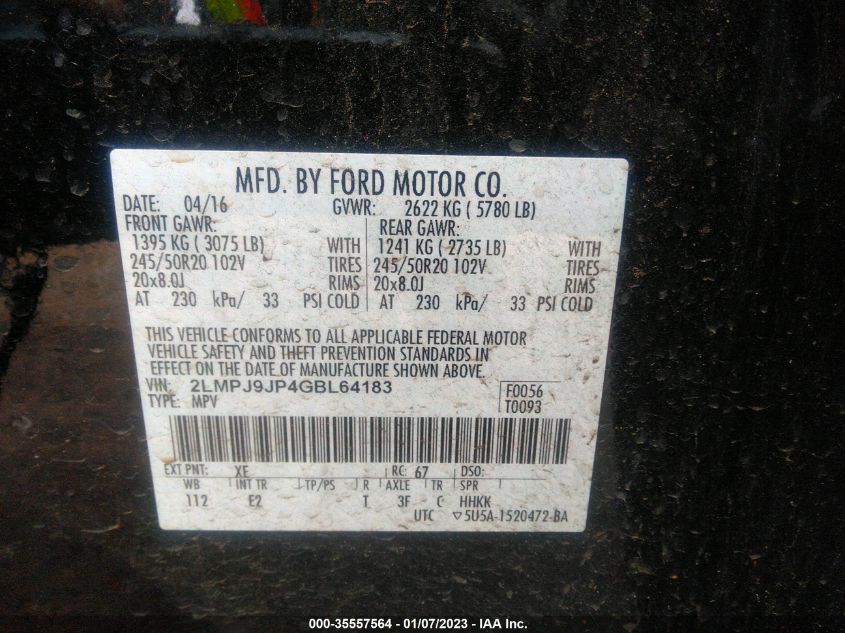 MFD. BY FORD MOTOR CO.
DATE: 04/16 GVWR: 2622 KG ( 5780 LB)
FRONT GAWR: REAR GAWR:
1395 KG ( 3075 LB) WITH 1241 KG ( 2735 LB) WITH
245/50R20 102V TIRES 245/50R20 102V TIRES
20x8.0J RIMS 20x8.0J RIMS
AT 230 kPa/ 33 PSI COLD AT 230 kPa/ 33 PSI COLD
THIS VEHICLE CONFORMS TO ALL APPLICABLE FEDERAL MOTOR
VEHICLE SAFETY AND THEFT PREVENTION STANDARDS IN
EFFECT ON THE DATE OF MANUFACTURE SHOWN ABOVE.
VIN: 2LMPJ9JP4GBL64183 F0056
TYPE: MPV T0093
EXT PNT: XE RC: 67 DSO:
WB INT TR TP/PS R AXLE TR SPR
112 E2 T 3F C HHKK
UTC ▽5U5A-1520472-BA
000-35557564 — 01/07/2023 — IAA Inc.